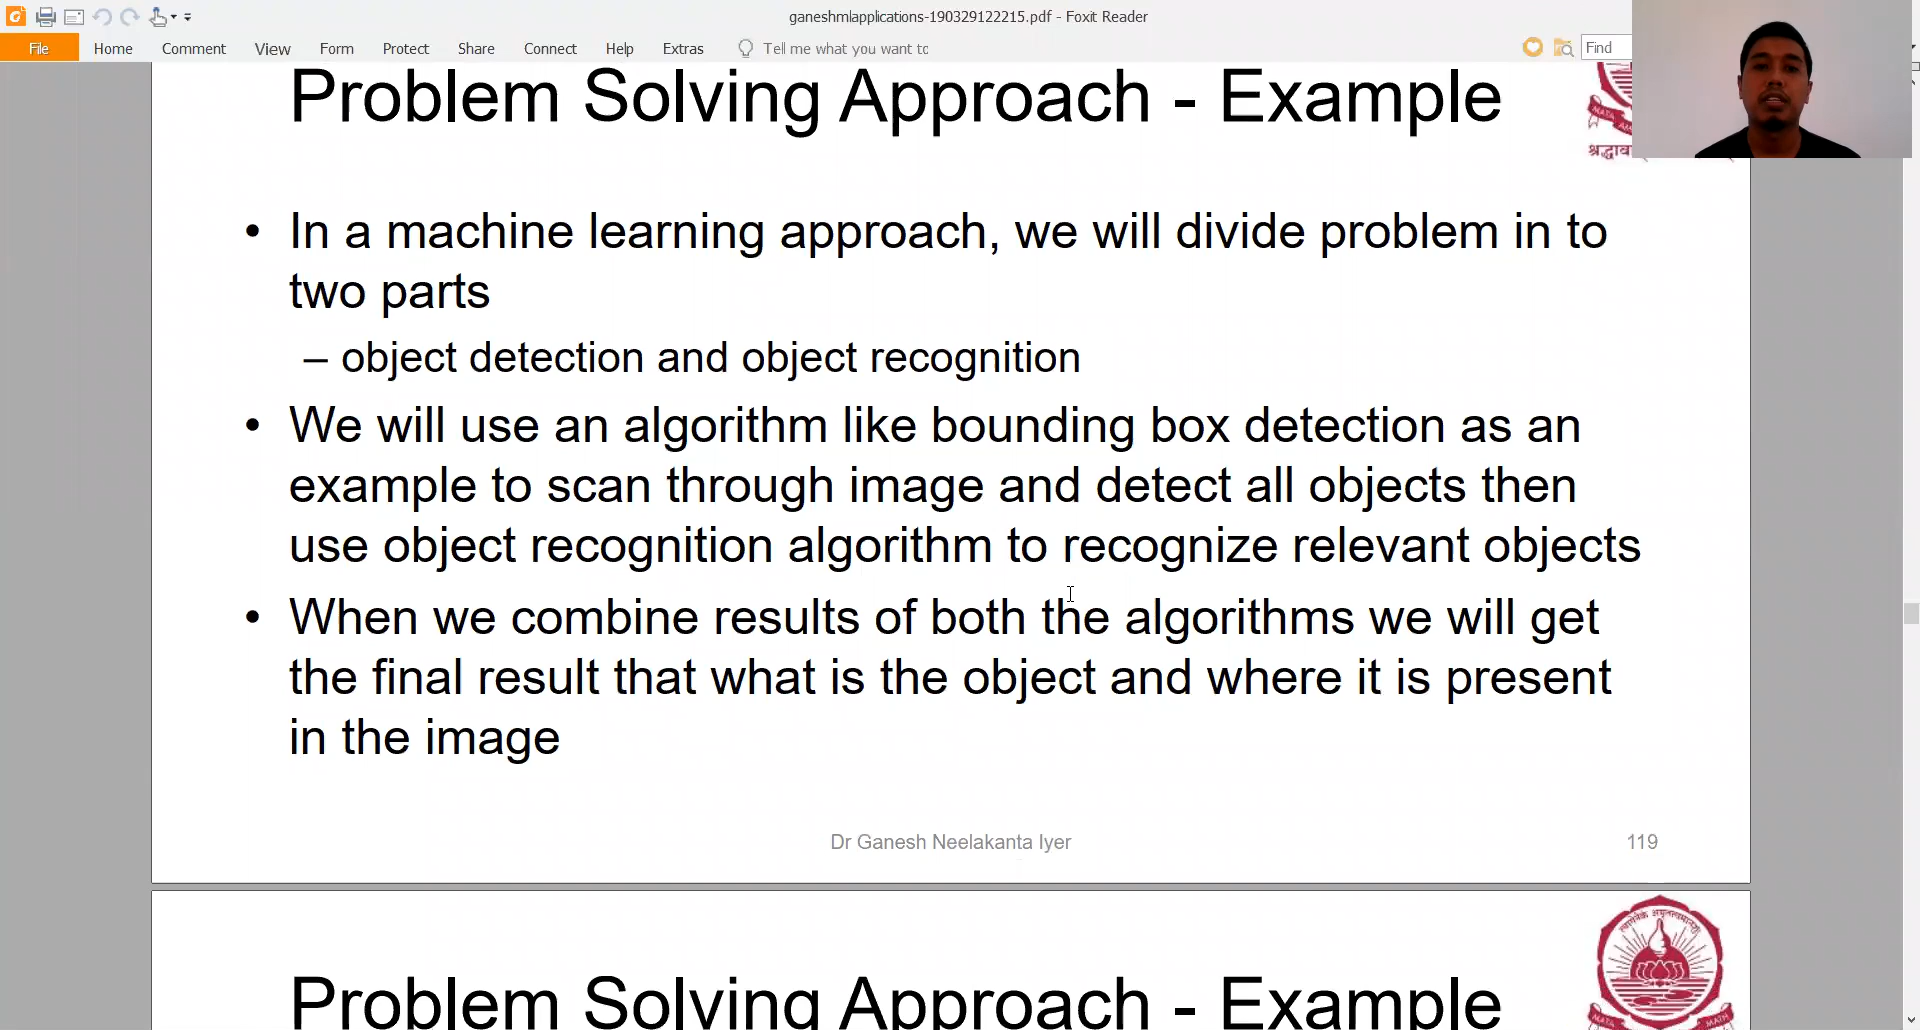 ganeshmlapplications-190329122215.pdf - Foxit Reader
File Home Comment View Form Protect Share Connect Help Extras Tell me what you want to Find
Problem Solving Approach - Example
• In a machine learning approach, we will divide problem in to
two parts
– object detection and object recognition
• We will use an algorithm like bounding box detection as an
example to scan through image and detect all objects then
use object recognition algorithm to recognize relevant objects
• When we combine results of both the algorithms we will get
the final result that what is the object and where it is present
in the image
Dr Ganesh Neelakanta Iyer 119
Problem Solving Approach - Example